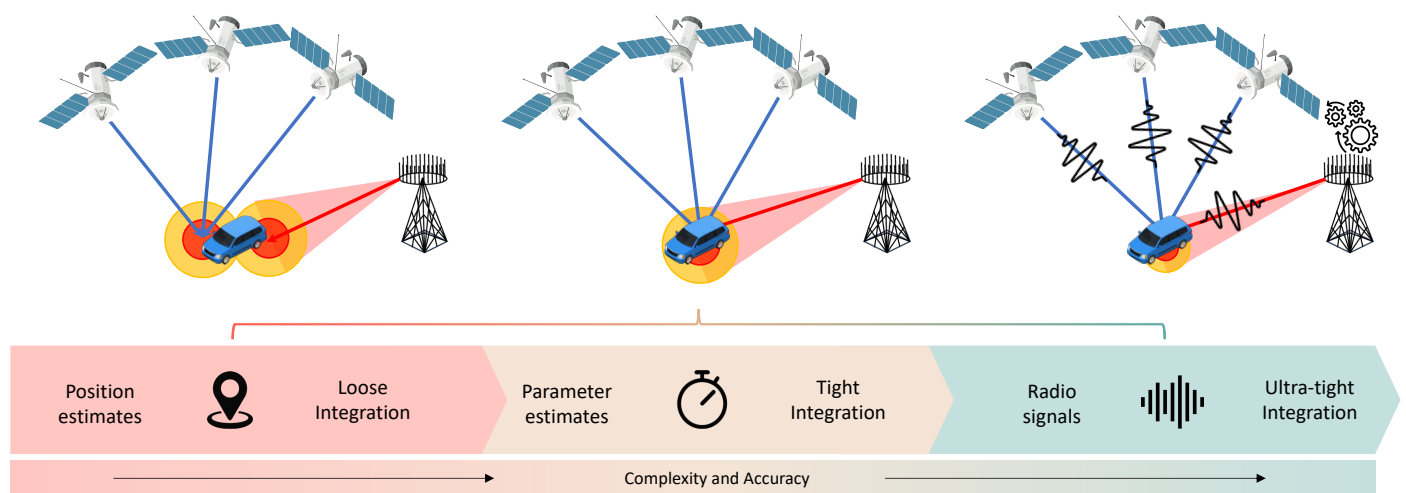 Position
estimates
Loose
Integration
Parameter
estimates
Tight
Integration
Radio
signals
Ultra-tight
Integration
Complexity and Accuracy